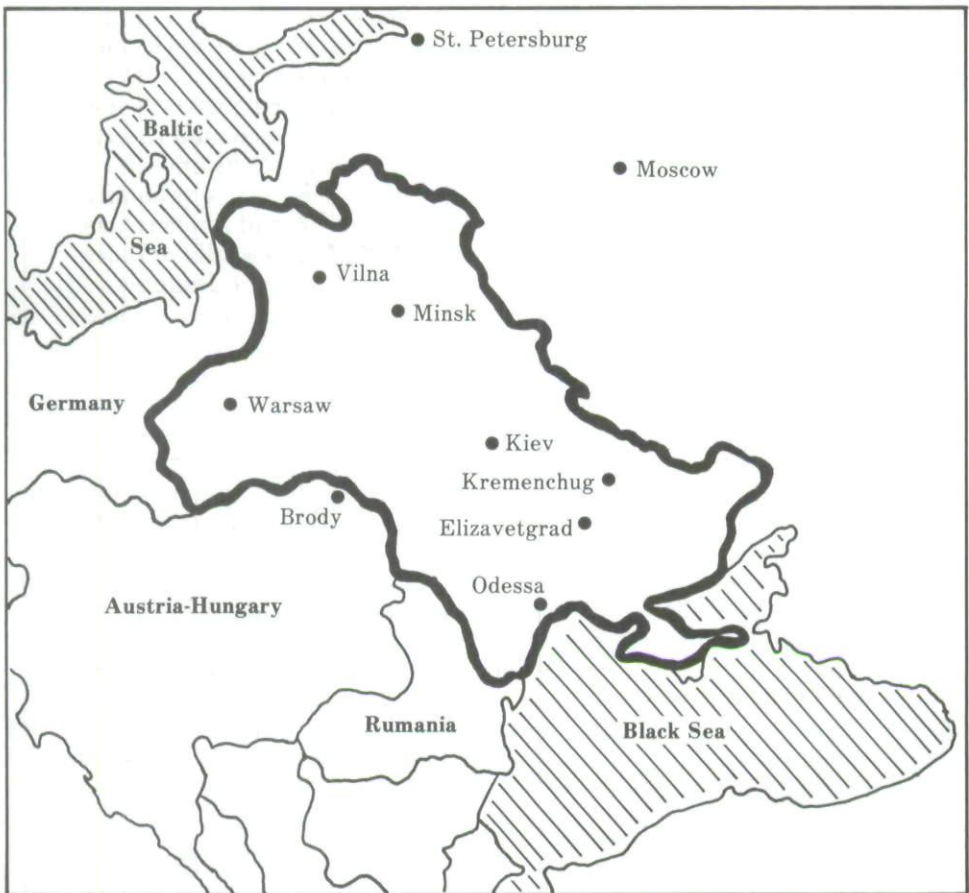 St. Petersburg
Baltic
Moscow
Sea
Vilna
Minsk
Germany
Warsaw
Kiev
Kremenchug
Brody
Elizavetgrad
Odessa
Austria-Hungary
Rumania
Black Sea